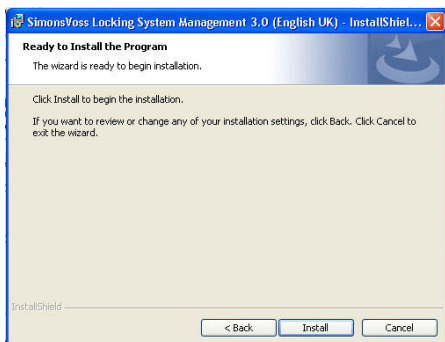 SimonsVoss Locking System Management 3.0 (English UK) - InstallShiel...
Ready to Install the Program
The wizard is ready to begin installation.
Click Install to begin the installation.
If you want to review or change any of your installation settings, click Back. Click Cancel to
exit the wizard.
InstallShield
< Back Install Cancel